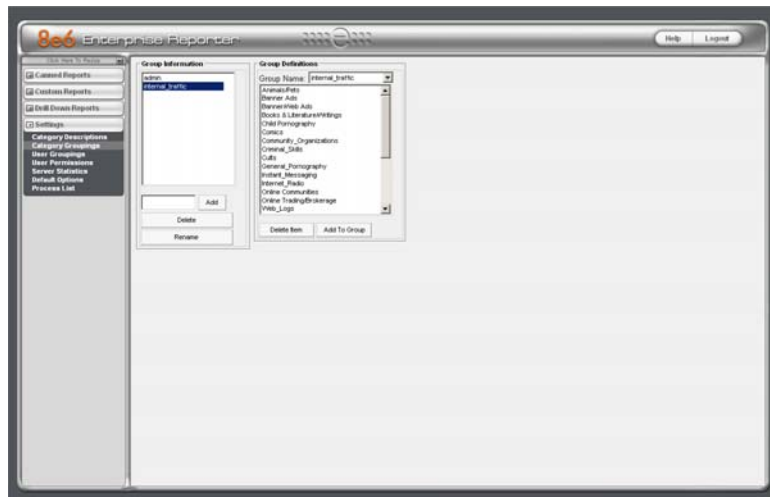 8e6 Enterprise Reporter
Help
Logout
Click Here To Resize
Canned Reports
Custom Reports
Drill Down Reports
Settings
Category Descriptions
Category Groupings
User Groupings
User Permissions
Server Statistics
Default Options
Process List
Group Information
admin
internal_traffic
Add
Delete
Rename
Group Definitions
Group Name: internal_traffic
Animals/Pets
Banner Ads
Banner/Web Ads
Books & Literature/Writings
Child Pornography
Comics
Community_Organizations
Criminal_Skills
Cults
General_Pornography
Instant_Messaging
Internet_Radio
Online Communities
Online Trading/Brokerage
Web_Logs
Delete Item
Add To Group